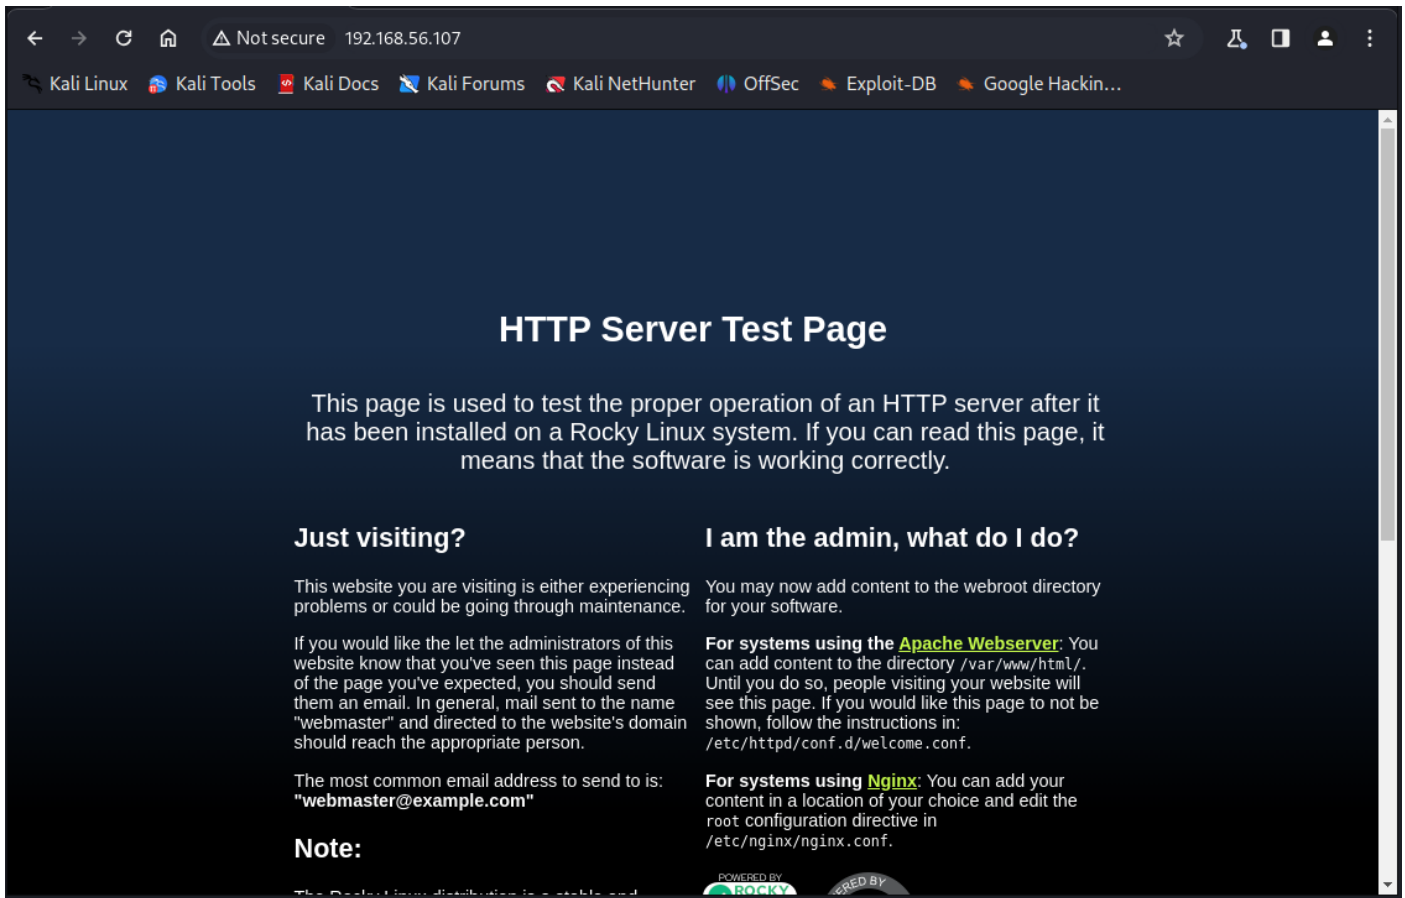 Not secure 192.168.56.107
Kali Linux Kali Tools Kali Docs Kali Forums Kali NetHunter OffSec Exploit-DB Google Hackin...
HTTP Server Test Page
This page is used to test the proper operation of an HTTP server after it
has been installed on a Rocky Linux system. If you can read this page, it
means that the software is working correctly.
Just visiting?
This website you are visiting is either experiencing
problems or could be going through maintenance.
If you would like the let the administrators of this
website know that you've seen this page instead
of the page you've expected, you should send
them an email. In general, mail sent to the name
"webmaster" and directed to the website's domain
should reach the appropriate person.
The most common email address to send to is:
"webmaster@example.com"
Note:
The Rocky Linux distribution is a stable and
I am the admin, what do I do?
You may now add content to the webroot directory
for your software.
For systems using the Apache Webserver: You
can add content to the directory /var/www/html/.
Until you do so, people visiting your website will
see this page. If you would like this page to not be
shown, follow the instructions in:
/etc/httpd/conf.d/welcome.conf.
For systems using Nginx: You can add your
content in a location of your choice and edit the
root configuration directive in
/etc/nginx/nginx.conf.
POWERED BY
ROCKY
POWERED BY